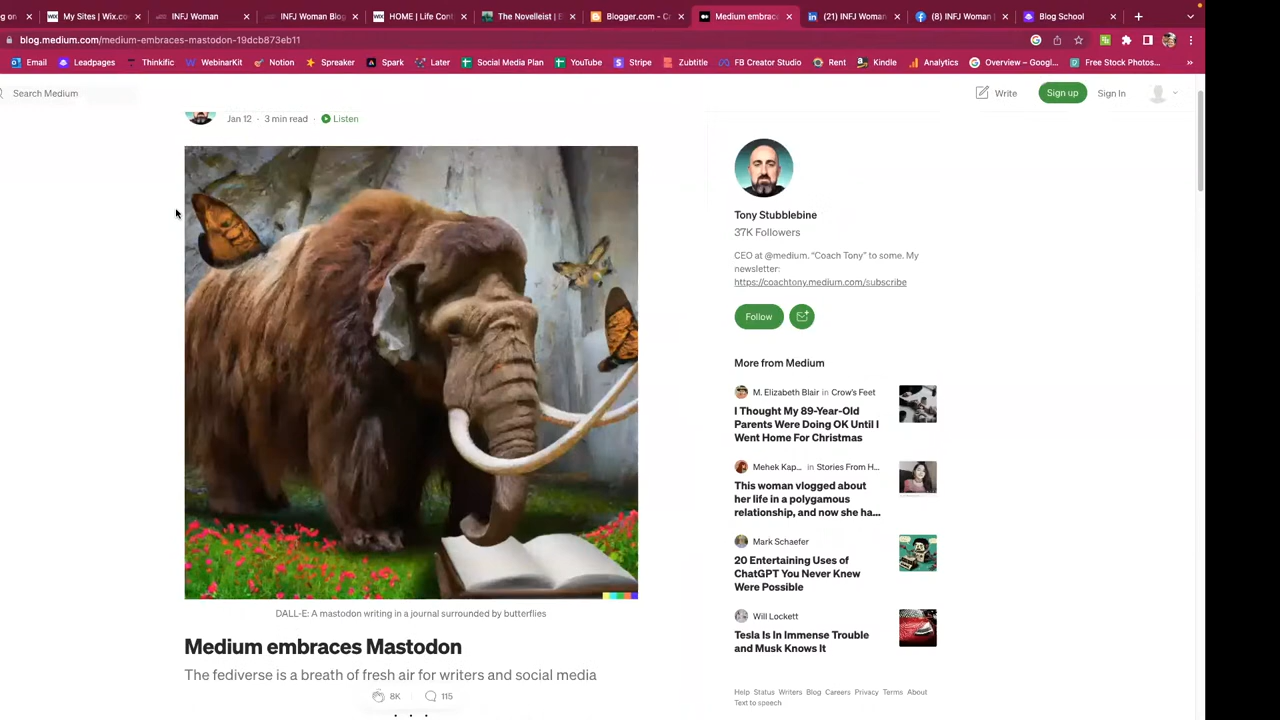 g on
My Sites | Wix.co
INFJ Woman
INFJ Woman Blog
HOME | Life Cont
The Novelleist | E
Blogger.com - C
Medium embrac
(21) INFJ Woman
(8) INFJ Woman
Blog School
blog.medium.com/medium-embraces-mastodon-19dcb873eb11
Email
Leadpages
Thinkific
WebinarKit
Notion
Spreaker
Spark
Later
Social Media Plan
YouTube
Stripe
Zubtitle
FB Creator Studio
Rent
Kindle
Analytics
Overview – Googl...
Free Stock Photos...
»
Search Medium
Write
Sign up
Sign In
Jan 12 · 3 min read · Listen
DALL-E: A mastodon writing in a journal surrounded by butterflies
Medium embraces Mastodon
The fediverse is a breath of fresh air for writers and social media
8K
115
Tony Stubblebine
37K Followers
CEO at @medium. “Coach Tony” to some. My
newsletter:
https://coachtony.medium.com/subscribe
Follow
More from Medium
M. Elizabeth Blair in Crow's Feet
I Thought My 89-Year-Old
Parents Were Doing OK Until I
Went Home For Christmas
Mehek Kap... in Stories From H...
This woman vlogged about
her life in a polygamous
relationship, and now she ha...
Mark Schaefer
20 Entertaining Uses of
ChatGPT You Never Knew
Were Possible
Will Lockett
Tesla Is In Immense Trouble
and Musk Knows It
Help Status Writers Blog Careers Privacy Terms About
Text to speech